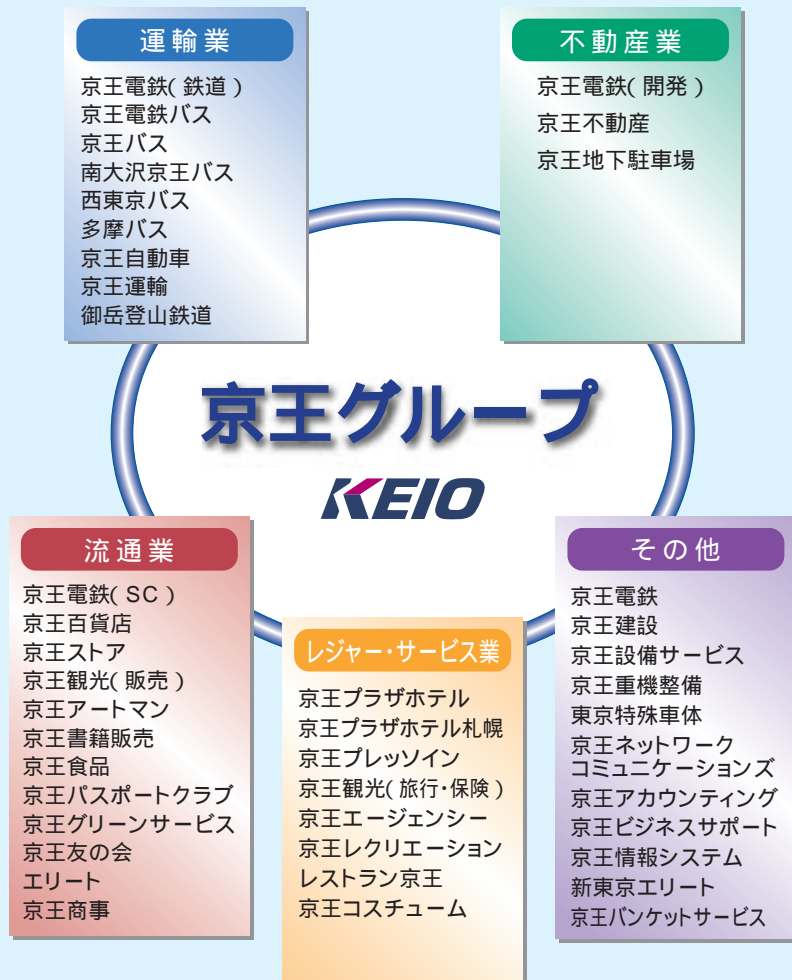 運輸業
京王電鉄(鉄道)
京王電鉄バス
京王バス
南大沢京王バス
西東京バス
多摩バス
京王自動車
京王運輸
御岳登山鉄道
不動産業
京王電鉄(開発)
京王不動産
京王地下駐車場
京王グループ
KEIO
流通業
京王電鉄(SC)
京王百貨店
京王ストア
京王観光(販売)
京王アートマン
京王書籍販売
京王食品
京王パスポートクラブ
京王グリーンサービス
京王友の会
エリート
京王商事
レジャー・サービス業
京王プラザホテル
京王プラザホテル札幌
京王プレッソイン
京王観光(旅行・保険)
京王エージェンシー
京王レクリエーション
レストラン京王
京王コスチューム
その他
京王電鉄
京王建設
京王設備サービス
京王重機整備
東京特殊車体
京王ネットワーク
コミュニケーションズ
京王アカウンティング
京王ビジネスサポート
京王情報システム
新東京エリート
京王バンケットサービス